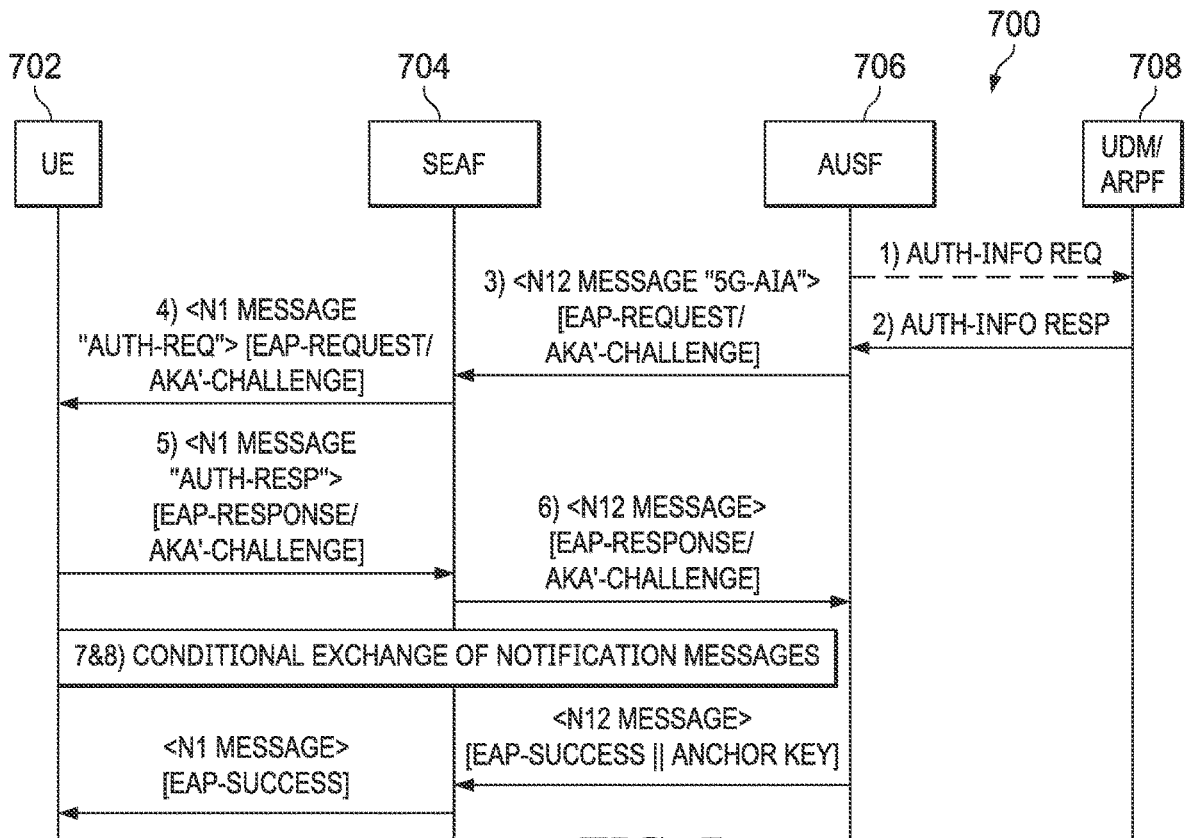 700
702
704
706
708
UE
SEAF
AUSF
UDM/
ARPF
1) AUTH-INFO REQ
2) AUTH-INFO RESP
3) <N12 MESSAGE "5G-AIA">
[EAP-REQUEST/
AKA'-CHALLENGE]
4) <N1 MESSAGE
"AUTH-REQ"> [EAP-REQUEST/
AKA'-CHALLENGE]
5) <N1 MESSAGE
"AUTH-RESP">
[EAP-RESPONSE/
AKA'-CHALLENGE]
6) <N12 MESSAGE>
[EAP-RESPONSE/
AKA'-CHALLENGE]
7&8) CONDITIONAL EXCHANGE OF NOTIFICATION MESSAGES
<N12 MESSAGE>
[EAP-SUCCESS || ANCHOR KEY]
<N1 MESSAGE>
[EAP-SUCCESS]